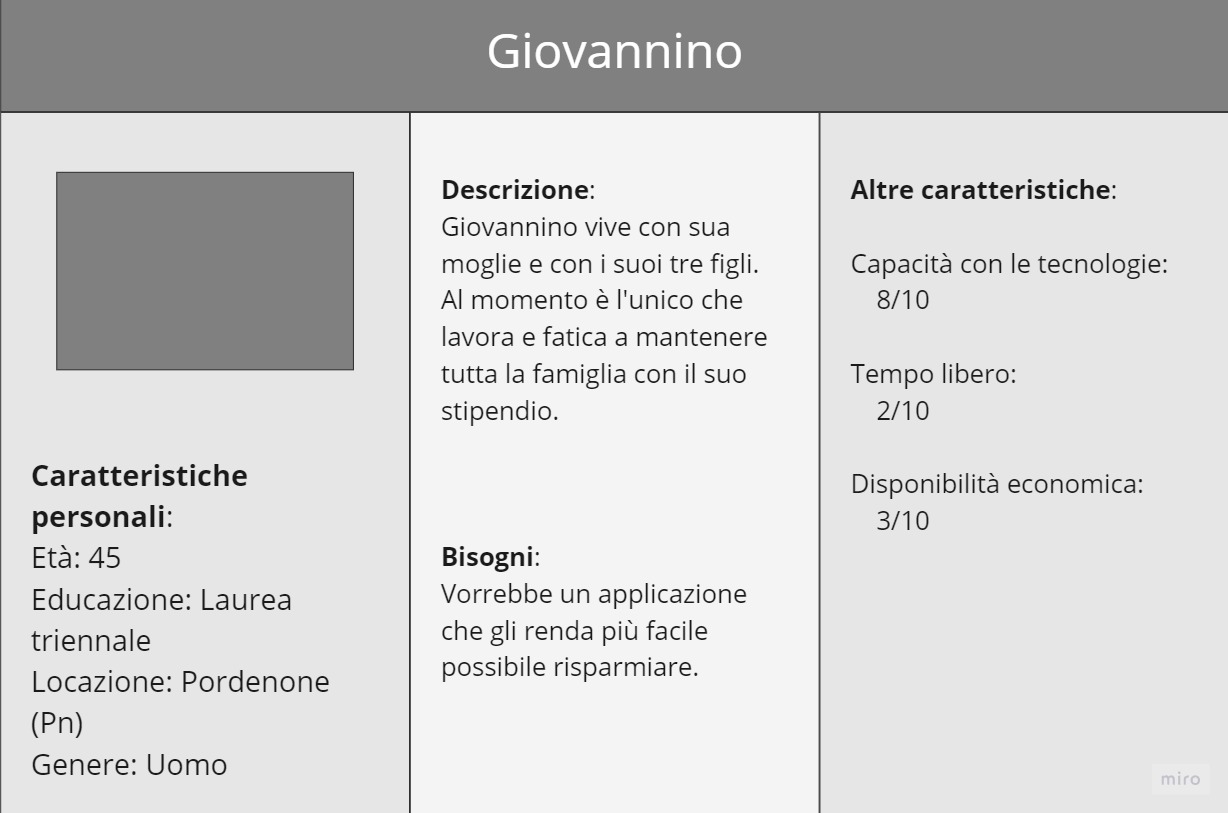 Giovannino
Caratteristiche
personali:
Età: 45
Educazione: Laurea
triennale
Locazione: Pordenone
(Pn)
Genere: Uomo
Descrizione:
Giovannino vive con sua
moglie e con i suoi tre figli.
Al momento è l'unico che
lavora e fatica a mantenere
tutta la famiglia con il suo
stipendio.
Bisogni:
Vorrebbe un applicazione
che gli renda più facile
possibile risparmiare.
Altre caratteristiche:
Capacità con le tecnologie:
8/10
Tempo libero:
2/10
Disponibilità economica:
3/10
miro